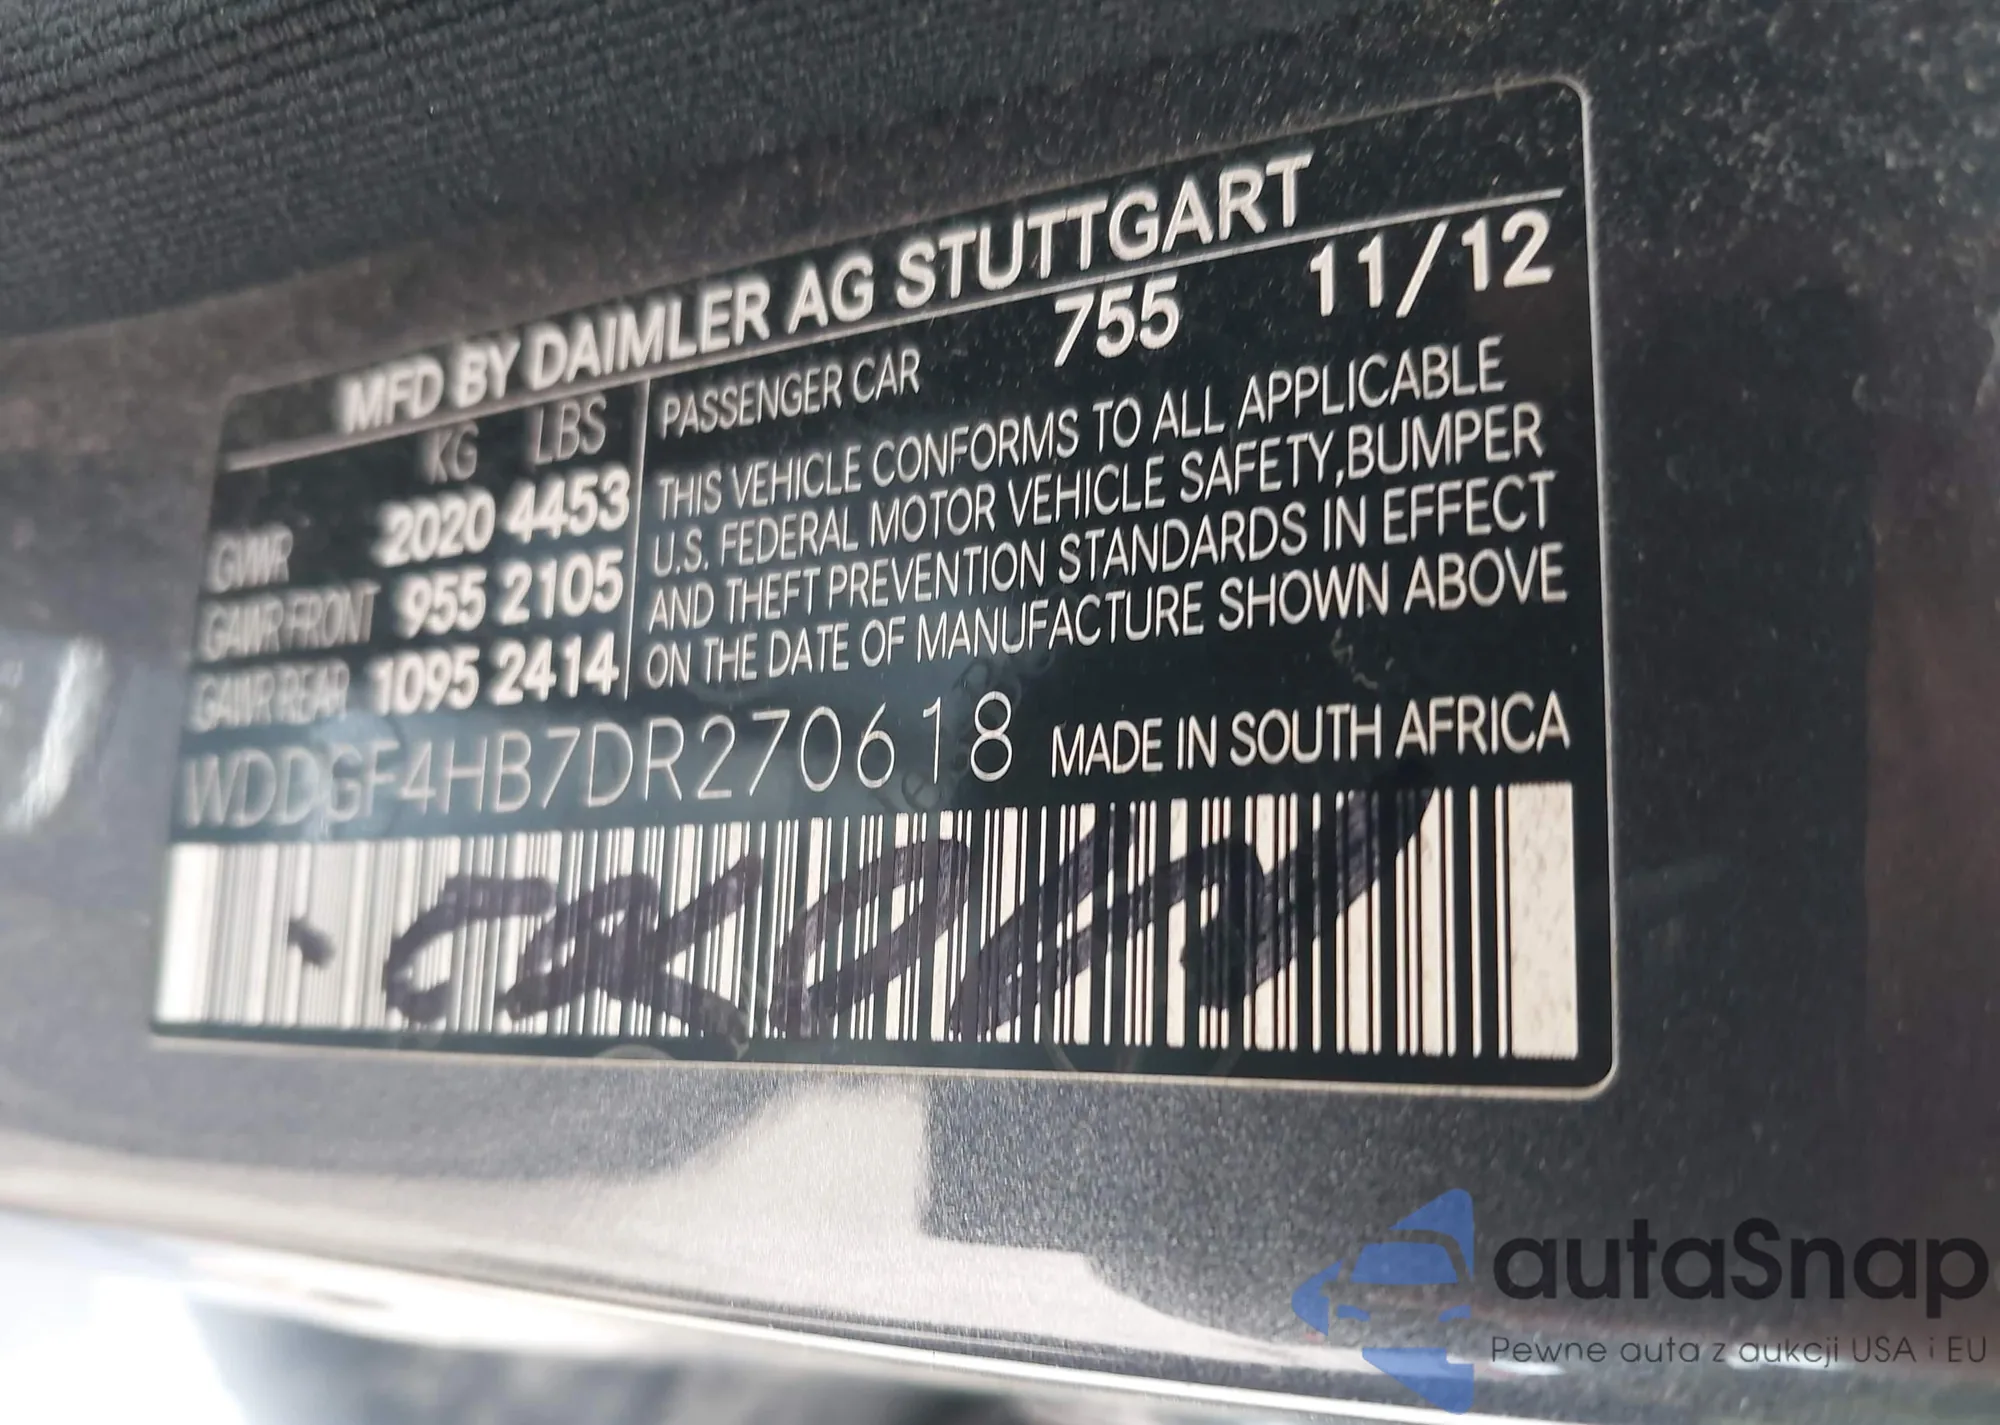 MFD BY DAIMLER AG STUTTGART
KG LBS
GVWR 2020 4453
GAWR FRONT 955 2105
GAWR REAR 1095 2414
PASSENGER CAR 755 11/12
THIS VEHICLE CONFORMS TO ALL APPLICABLE
U.S. FEDERAL MOTOR VEHICLE SAFETY,BUMPER
AND THEFT PREVENTION STANDARDS IN EFFECT
ON THE DATE OF MANUFACTURE SHOWN ABOVE
WDDGF4HB7DR270618 MADE IN SOUTH AFRICA
autaSnap
Pewne auta z aukcji USA i EU